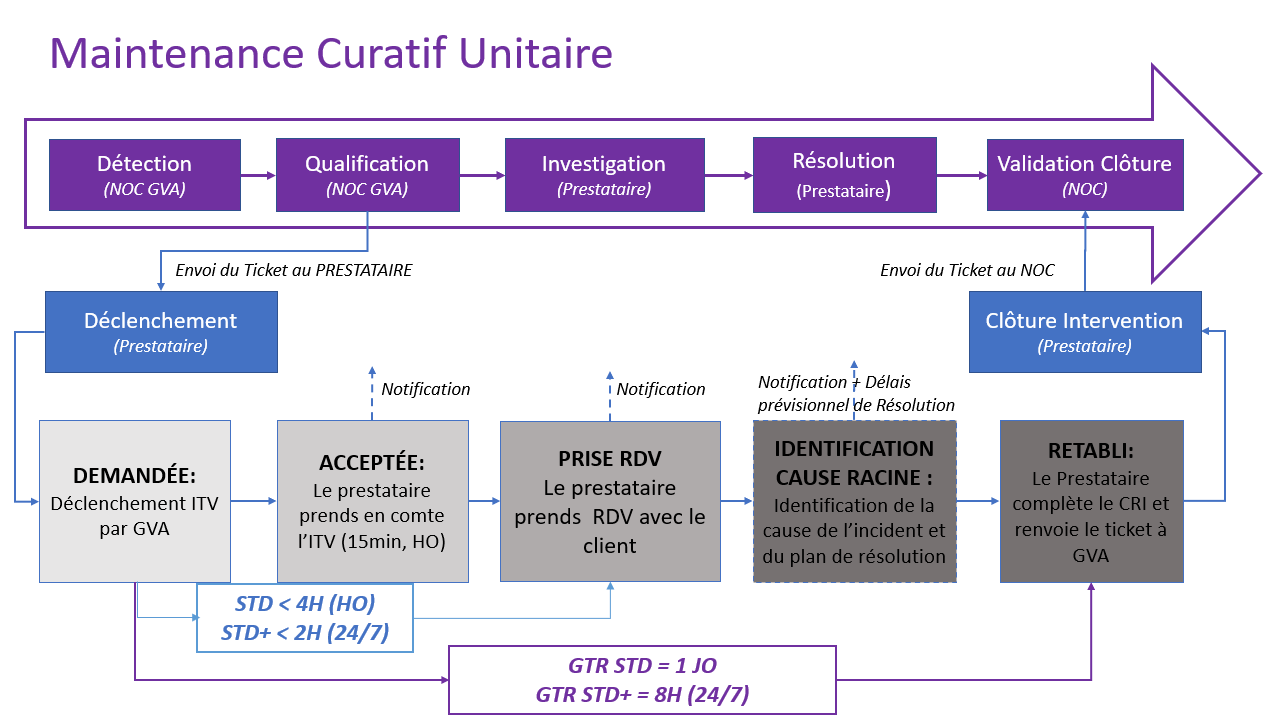 Maintenance Curatif Unitaire
Détection
(NOC GVA)
Qualification
(NOC GVA)
Investigation
(Prestataire)
Résolution
(Prestataire)
Validation Clôture
(NOC)
Envoi du Ticket au PRESTATAIRE
Envoi du Ticket au NOC
Déclenchement
(Prestataire)
Clôture Intervention
(Prestataire)
Notification
Notification
Notification + Délais
prévisionnel de Résolution
DEMANDÉE:
Déclenchement ITV
par GVA
ACCEPTÉE:
Le prestataire
prends en comte
l’ITV (15min, HO)
PRISE RDV
Le prestataire
prends  RDV avec le
client
IDENTIFICATION
CAUSE RACINE :
Identification de la
cause de l’incident et
du plan de résolution
RETABLI:
Le Prestataire
complète le CRI et
renvoie le ticket à
GVA
STD < 4H (HO)
STD+ < 2H (24/7)
GTR STD = 1 JO
GTR STD+ = 8H (24/7)